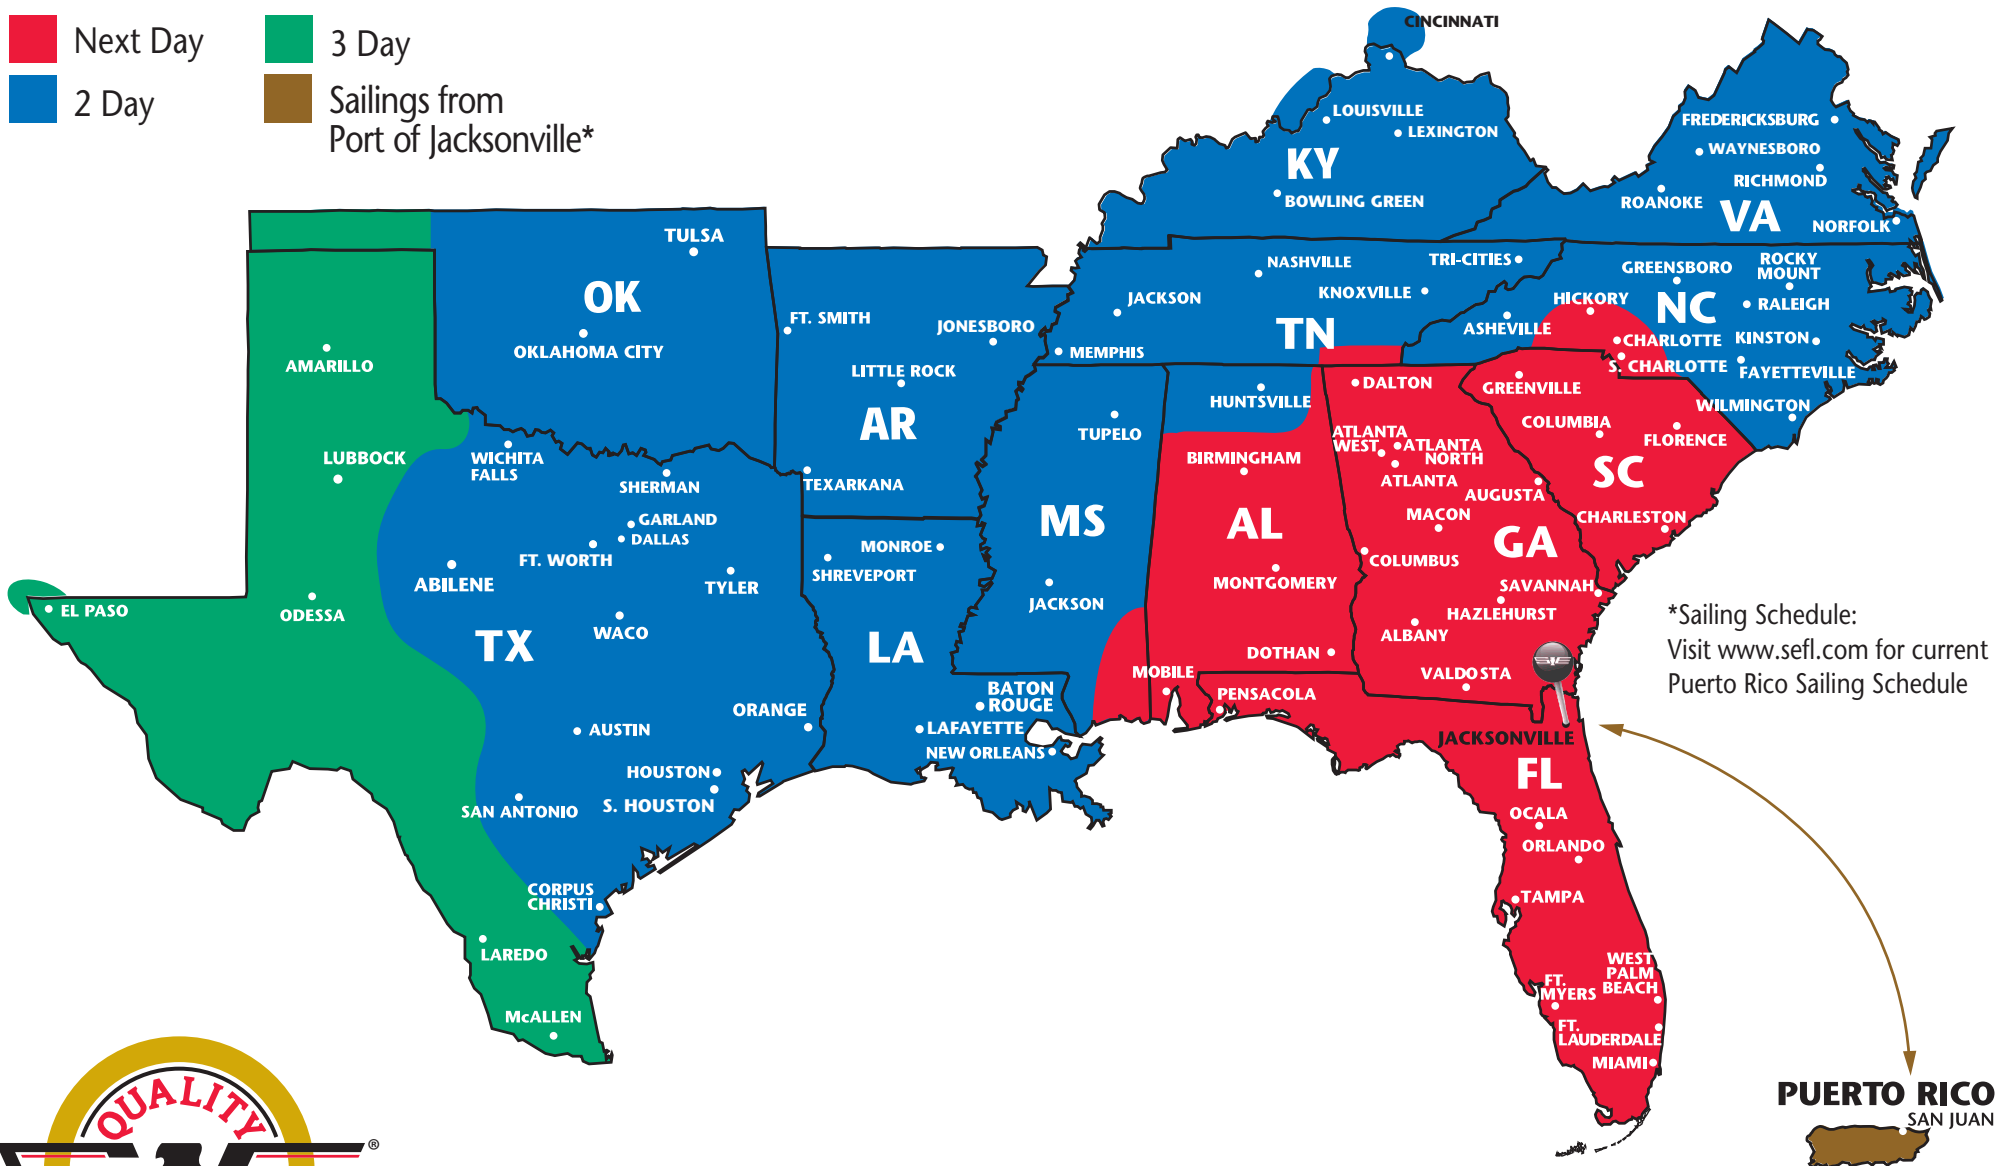 Next Day
3 Day
2 Day
Sailings from
Port of Jacksonville*
CINCINNATI
LOUISVILLE
LEXINGTON
KY
BOWLING GREEN
FREDERICKSBURG
WAYNESBORO
RICHMOND
ROANOKE
VA
NORFOLK
TULSA
OK
OKLAHOMA CITY
FT. SMITH
JONESBORO
LITTLE ROCK
AR
TEXARKANA
NASHVILLE
TRI-CITIES
KNOXVILLE
JACKSON
TN
MEMPHIS
GREENSBORO
ROCKY
MOUNT
HICKORY
NC
RALEIGH
ASHEVILLE
CHARLOTTE
KINSTON
S. CHARLOTTE
FAYETTEVILLE
WILMINGTON
AMARILLO
LUBBOCK
WICHITA
FALLS
SHERMAN
GARLAND
DALLAS
FT. WORTH
ABILENE
TYLER
EL PASO
ODESSA
WACO
TX
AUSTIN
ORANGE
HOUSTON
S. HOUSTON
SAN ANTONIO
CORPUS
CHRISTI
LAREDO
McALLEN
MONROE
SHREVEPORT
LA
BATON
ROUGE
LAFAYETTE
NEW ORLEANS
TUPELO
MS
JACKSON
HUNTSVILLE
BIRMINGHAM
AL
MONTGOMERY
DOTHAN
MOBILE
DALTON
ATLANTA
WEST
ATLANTA
NORTH
ATLANTA
AUGUSTA
MACON
GA
COLUMBUS
SAVANNAH
HAZLEHURST
ALBANY
VALDOSTA
GREENVILLE
COLUMBIA
FLORENCE
SC
CHARLESTON
PENSACOLA
JACKSONVILLE
FL
OCALA
ORLANDO
TAMPA
WEST
PALM
BEACH
FT.
MYERS
FT.
LAUDERDALE
MIAMI
*Sailing Schedule:
Visit www.sefl.com for current
Puerto Rico Sailing Schedule
PUERTO RICO
SAN JUAN
QUALITY
®